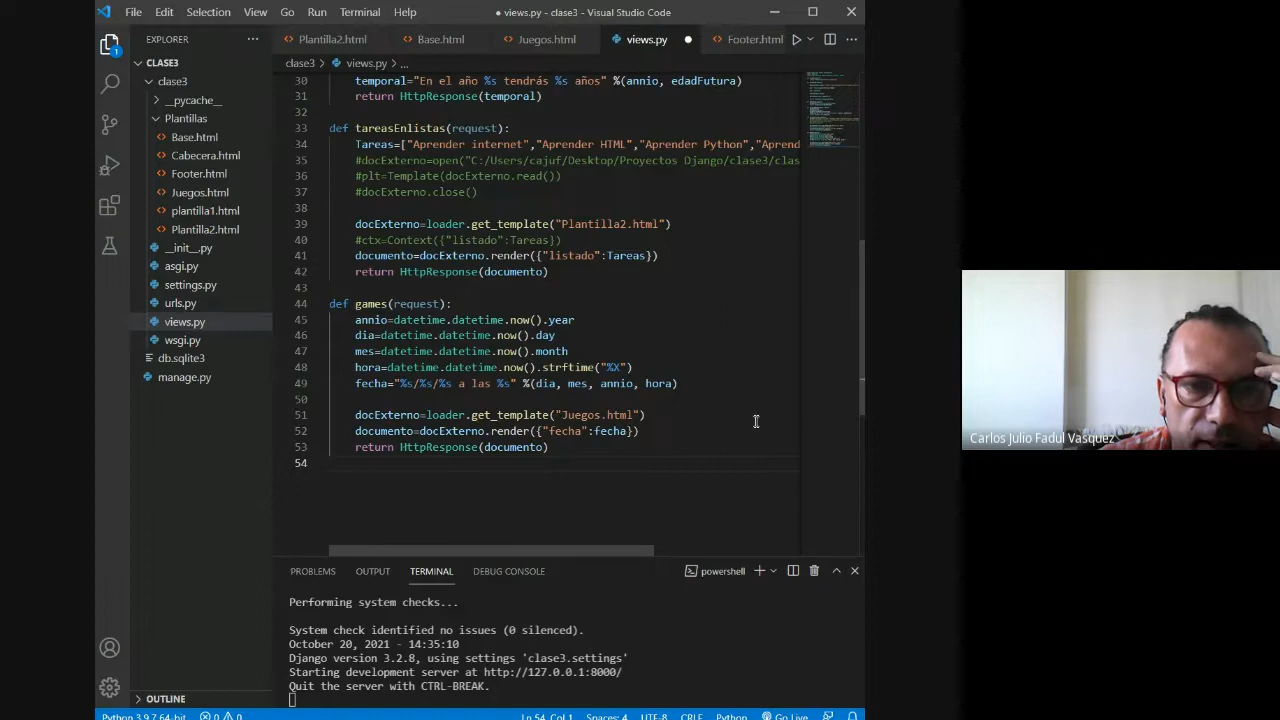 File Edit Selection View Go Run Terminal Help
● views.py - clase3 - Visual Studio Code
EXPLORER ···
Plantilla2.html Base.html Juegos.html views.py ● Footer.html
CLASE3
clase3 > views.py > ...
1
clase3
__pycache__
Plantillas
Base.html
Cabecera.html
Footer.html
Juegos.html
plantilla1.html
Plantilla2.html
__init__.py
asgi.py
settings.py
urls.py
views.py
wsgi.py
db.sqlite3
manage.py
OUTLINE
30 temporal="En el año %s tendrás %s años" %(annio, edadFutura)
31 return HttpResponse(temporal)
32
33 def tareasEnlistas(request):
34 Tareas=["Aprender internet","Aprender HTML","Aprender Python","Aprend
35 #docExterno=open("C:/Users/cajuf/Desktop/Proyectos Django/clase3/clas
36 #plt=Template(docExterno.read())
37 #docExterno.close()
38
39 docExterno=loader.get_template("Plantilla2.html")
40 #ctx=Context({"listado":Tareas})
41 documento=docExterno.render({"listado":Tareas})
42 return HttpResponse(documento)
43
44 def games(request):
45 annio=datetime.datetime.now().year
46 dia=datetime.datetime.now().day
47 mes=datetime.datetime.now().month
48 hora=datetime.datetime.now().strftime("%X")
49 fecha="%s/%s/%s a las %s" %(dia, mes, annio, hora)
50
51 docExterno=loader.get_template("Juegos.html")
52 documento=docExterno.render({"fecha":fecha})
53 return HttpResponse(documento)
54
PROBLEMS OUTPUT TERMINAL DEBUG CONSOLE
powershell
Performing system checks...
System check identified no issues (0 silenced).
October 20, 2021 - 14:35:10
Django version 3.2.8, using settings 'clase3.settings'
Starting development server at http://127.0.0.1:8000/
Quit the server with CTRL-BREAK.
Python 3.9.7 64-bit 0 0 Ln 54, Col 1 Spaces: 4 UTF-8 CRLF Python Go Live
Carlos Julio Fadul Vasquez